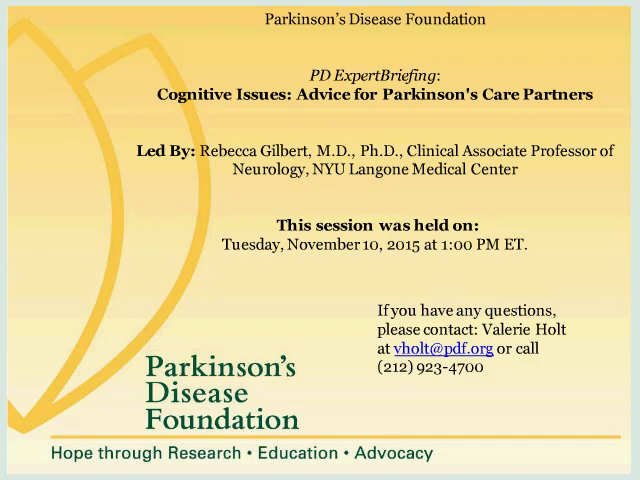 Parkinson's Disease Foundation
PD ExpertBriefing:
Cognitive Issues: Advice for Parkinson's Care Partners
Led By: Rebecca Gilbert, M.D., Ph.D., Clinical Associate Professor of
Neurology, NYU Langone Medical Center
This session was held on:
Tuesday, November 10, 2015 at 1:00 PM ET.
If you have any questions,
please contact: Valerie Holt
at vholt@pdf.org or call
(212) 923-4700
Parkinson's
Disease
Foundation
Hope through Research • Education • Advocacy